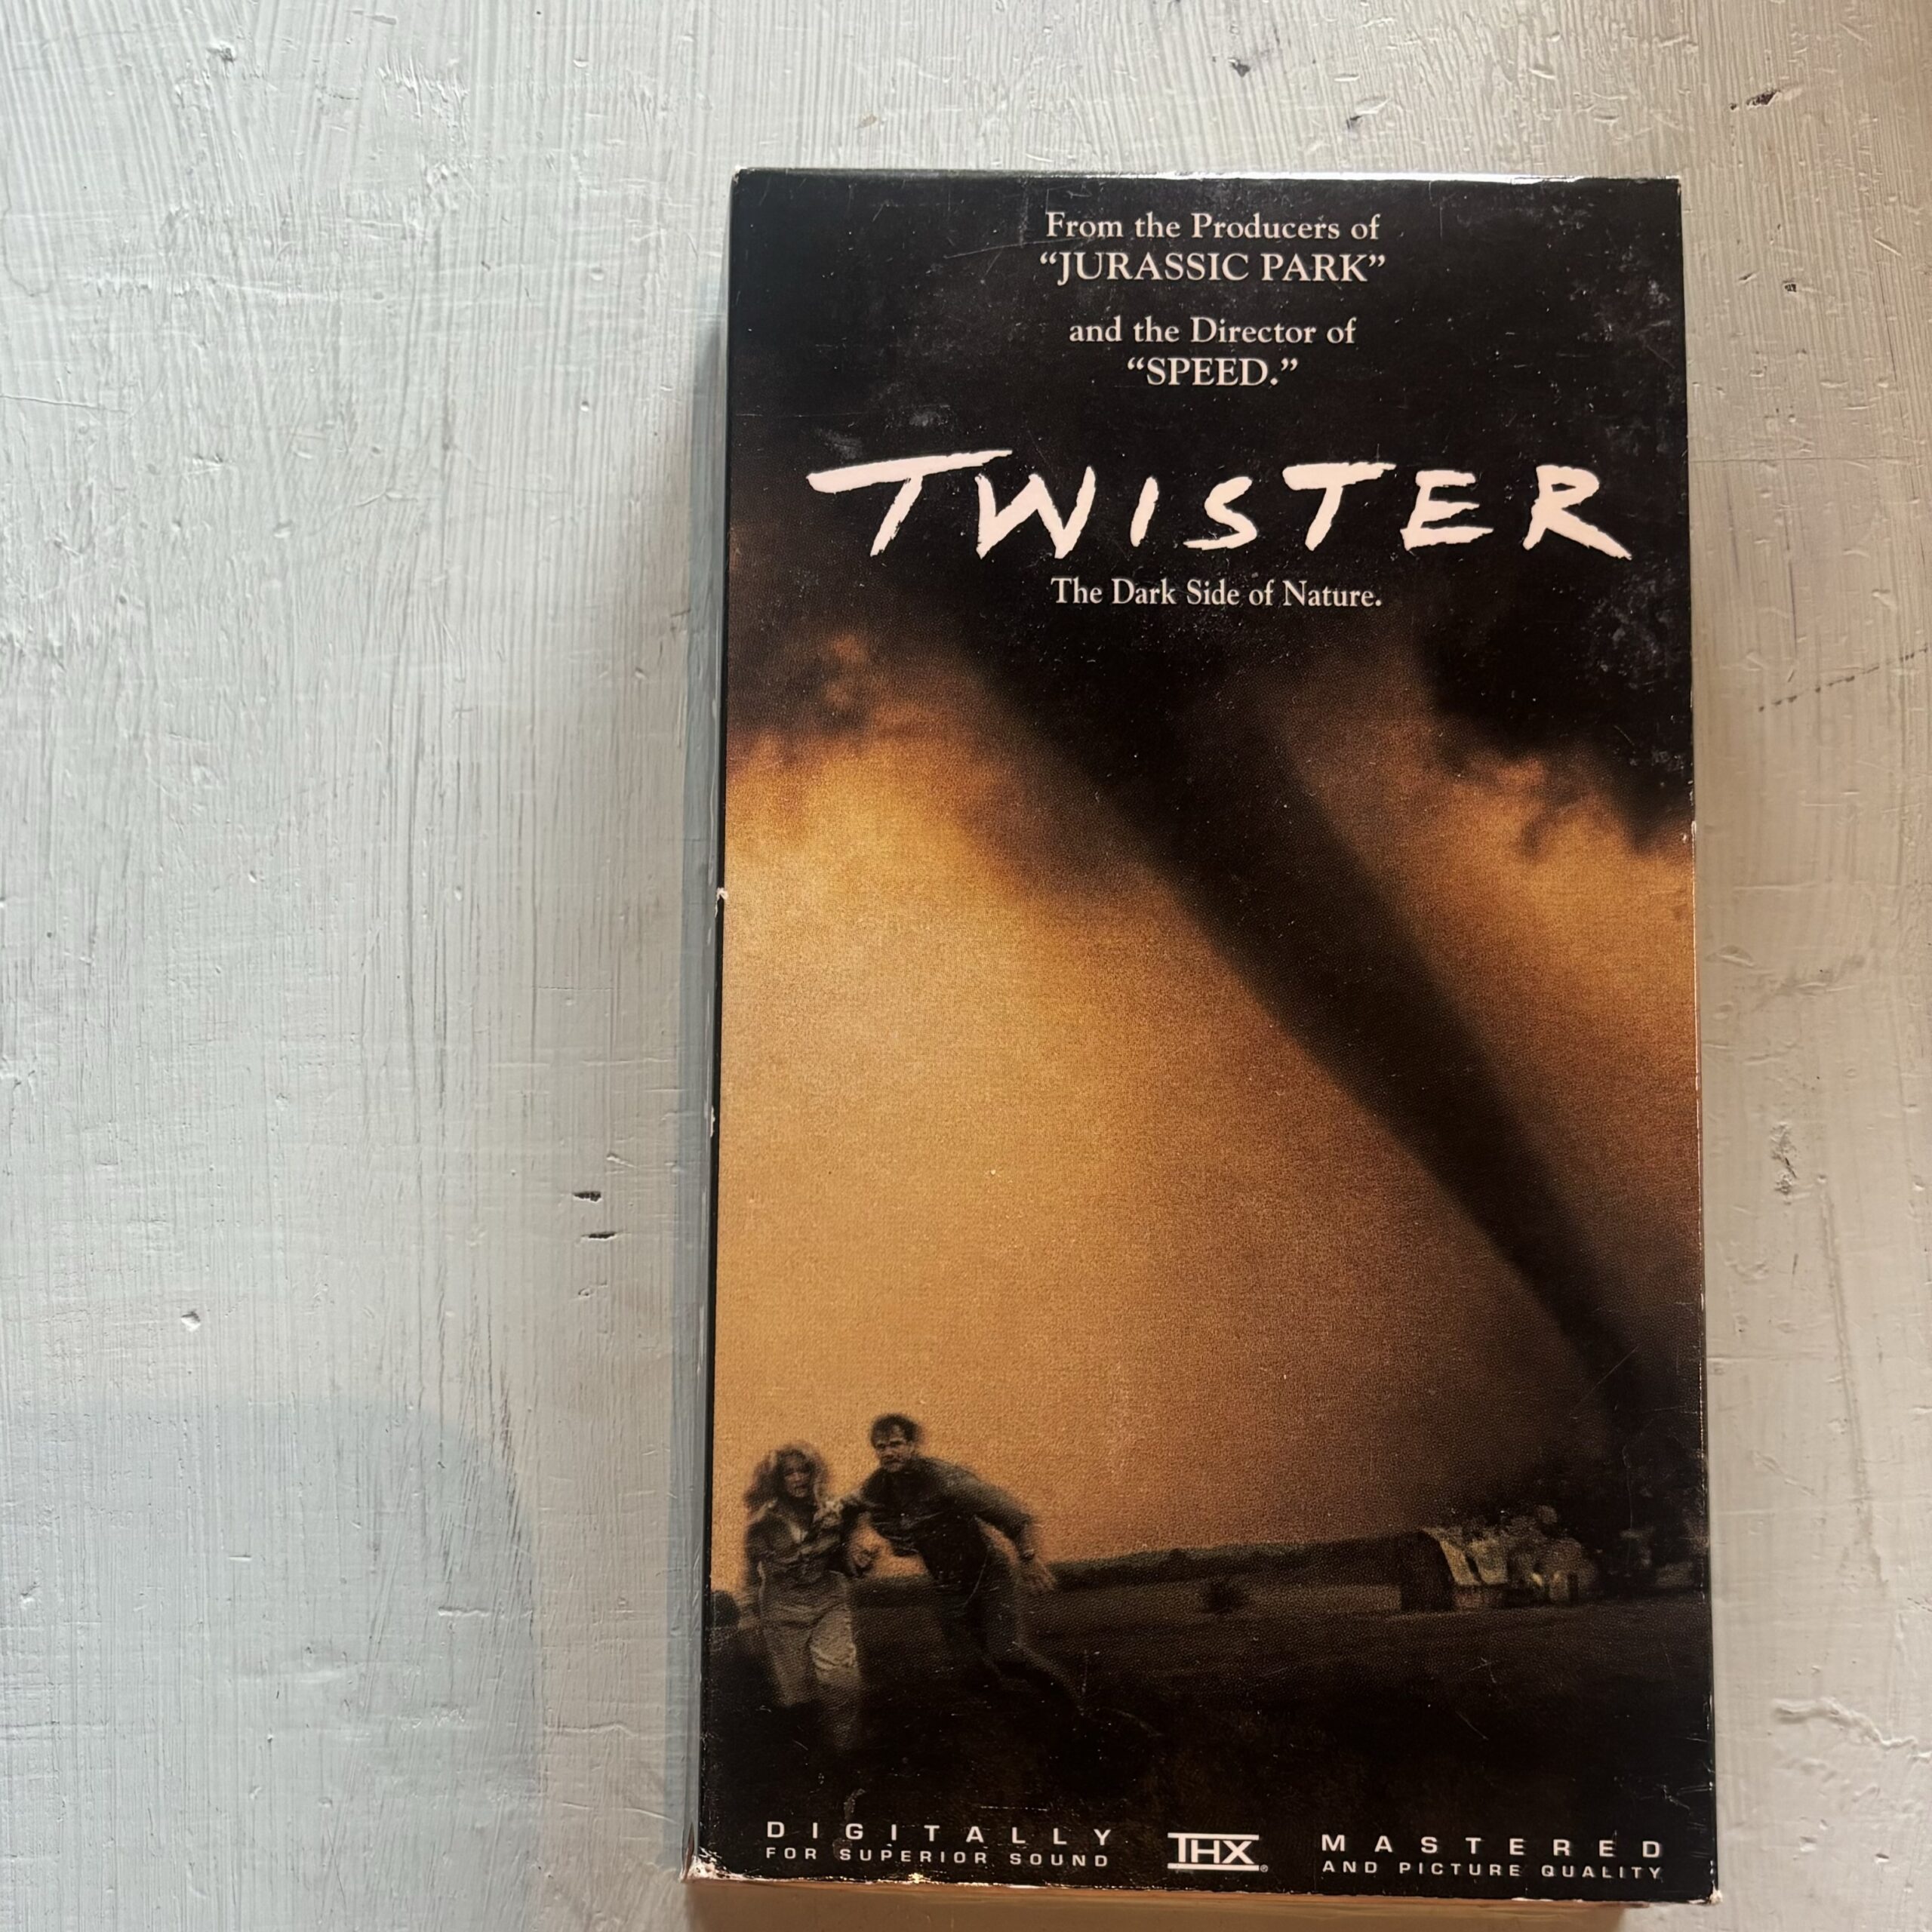 From the Producers of
“JURASSIC PARK”
and the Director of
“SPEED.”
TWISTER
The Dark Side of Nature.
DIGITALLY
FOR SUPERIOR SOUND
THX®
MASTERED
AND PICTURE QUALITY